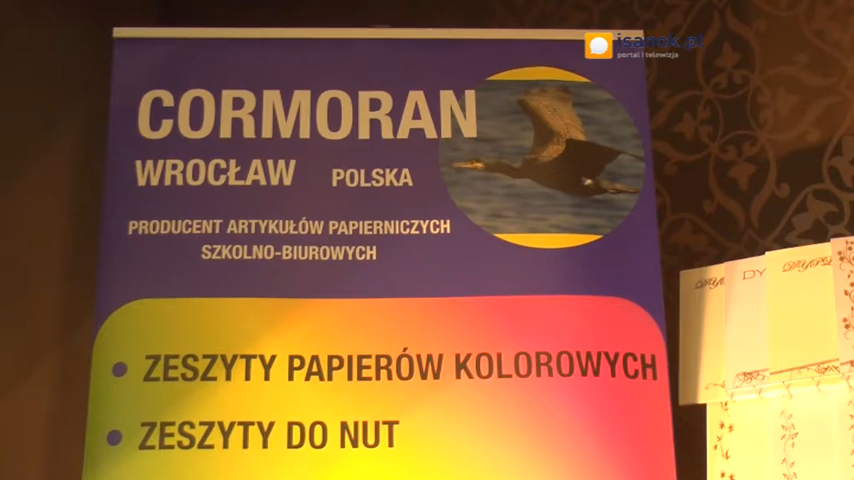 isanok.pl
portal i telewizja
CORMORAN
WROCŁAW POLSKA
PRODUCENT ARTYKUŁÓW PAPIERNICZYCH
SZKOLNO-BIUROWYCH
• ZESZYTY PAPIERÓW KOLOROWYCH
• ZESZYTY DO NUT